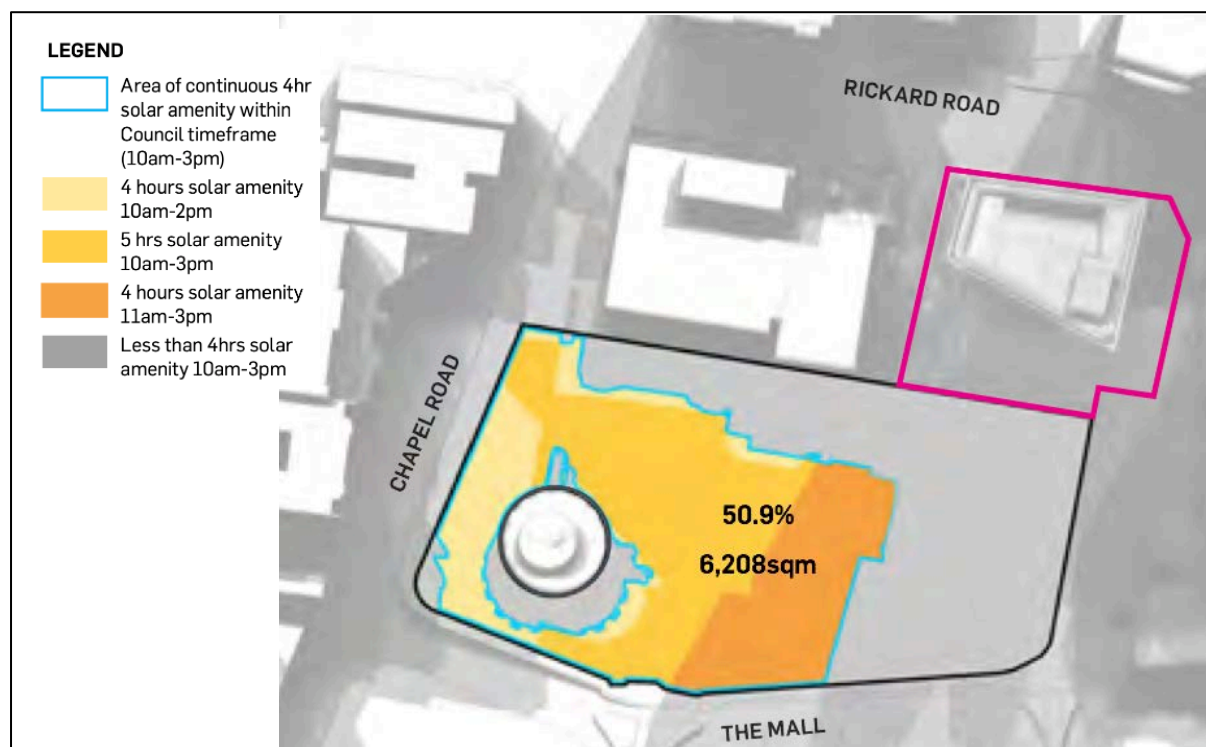 LEGEND
Area of continuous 4hr
solar amenity within
Council timeframe
(10am-3pm)
4 hours solar amenity
10am-2pm
5 hrs solar amenity
10am-3pm
4 hours solar amenity
11am-3pm
Less than 4hrs solar
amenity 10am-3pm
RICKARD ROAD
CHAPEL ROAD
50.9%
6,208sqm
THE MALL